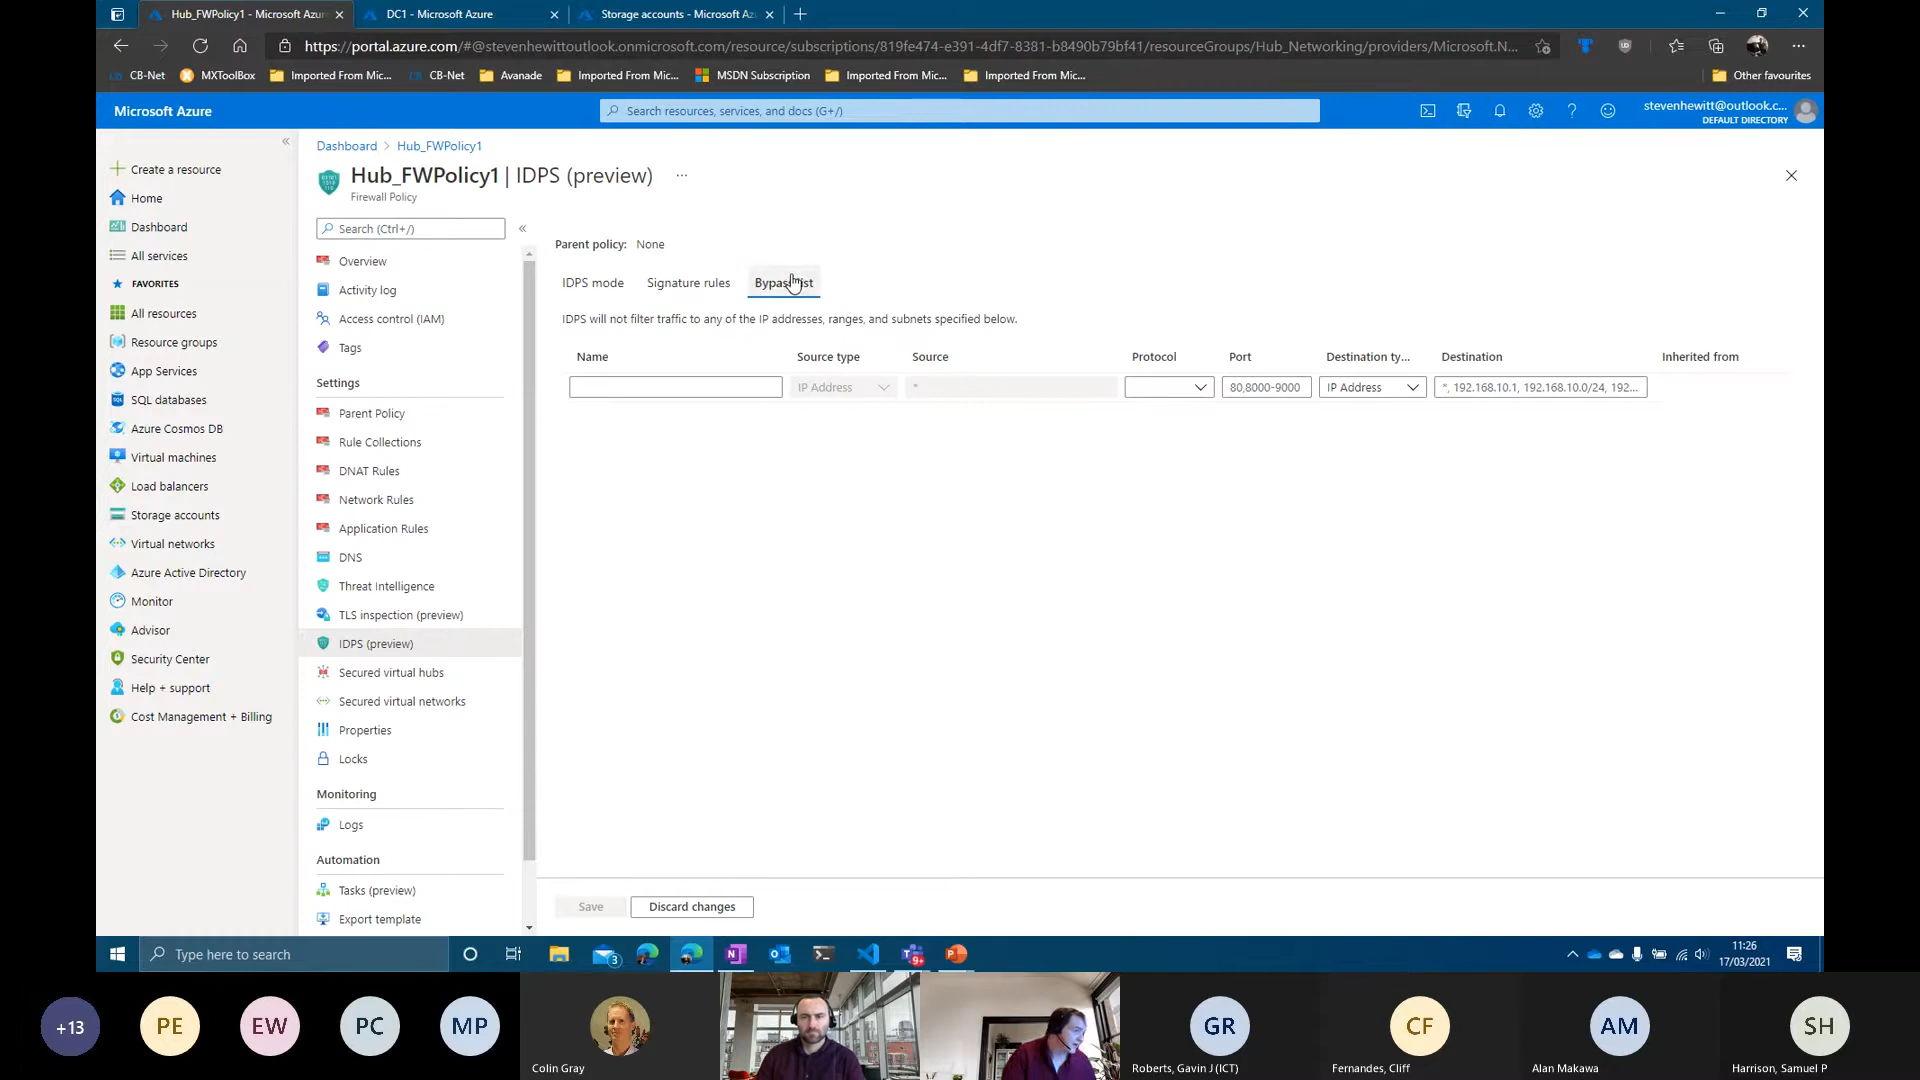 Hub_FWPolicy1 - Microsoft Azur
DC1 - Microsoft Azure
Storage accounts - Microsoft Az
https://portal.azure.com/#@stevenhewittoutlook.onmicrosoft.com/resource/subscriptions/819fe474-e391-4df7-8381-b8490b79bf41/resourceGroups/Hub_Networking/providers/Microsoft.N...
CB-Net
MXToolBox
Imported From Mic...
CB-Net
Avanade
Imported From Mic...
MSDN Subscription
Imported From Mic...
Imported From Mic...
Other favourites
Microsoft Azure
Search resources, services, and docs (G+/)
stevenhewitt@outlook.c...
DEFAULT DIRECTORY
Create a resource
Home
Dashboard
All services
FAVORITES
All resources
Resource groups
App Services
SQL databases
Azure Cosmos DB
Virtual machines
Load balancers
Storage accounts
Virtual networks
Azure Active Directory
Monitor
Advisor
Security Center
Help + support
Cost Management + Billing
Dashboard > Hub_FWPolicy1
Hub_FWPolicy1 | IDPS (preview) ...
Firewall Policy
Search (Ctrl+/)
Overview
Activity log
Access control (IAM)
Tags
Settings
Parent Policy
Rule Collections
DNAT Rules
Network Rules
Application Rules
DNS
Threat Intelligence
TLS inspection (preview)
IDPS (preview)
Secured virtual hubs
Secured virtual networks
Properties
Locks
Monitoring
Logs
Automation
Tasks (preview)
Export template
Parent policy: None
IDPS mode
Signature rules
Bypass list
IDPS will not filter traffic to any of the IP addresses, ranges, and subnets specified below.
Name
Source type
Source
Protocol
Port
Destination ty...
Destination
Inherited from
IP Address
*
80,8000-9000
IP Address
*, 192.168.10.1, 192.168.10.0/24, 192...
Save
Discard changes
Type here to search
3
9+
11:26
17/03/2021
+13
PE
EW
PC
MP
Colin Gray
GR
Roberts, Gavin J (ICT)
CF
Fernandes, Cliff
AM
Alan Makawa
SH
Harrison, Samuel P